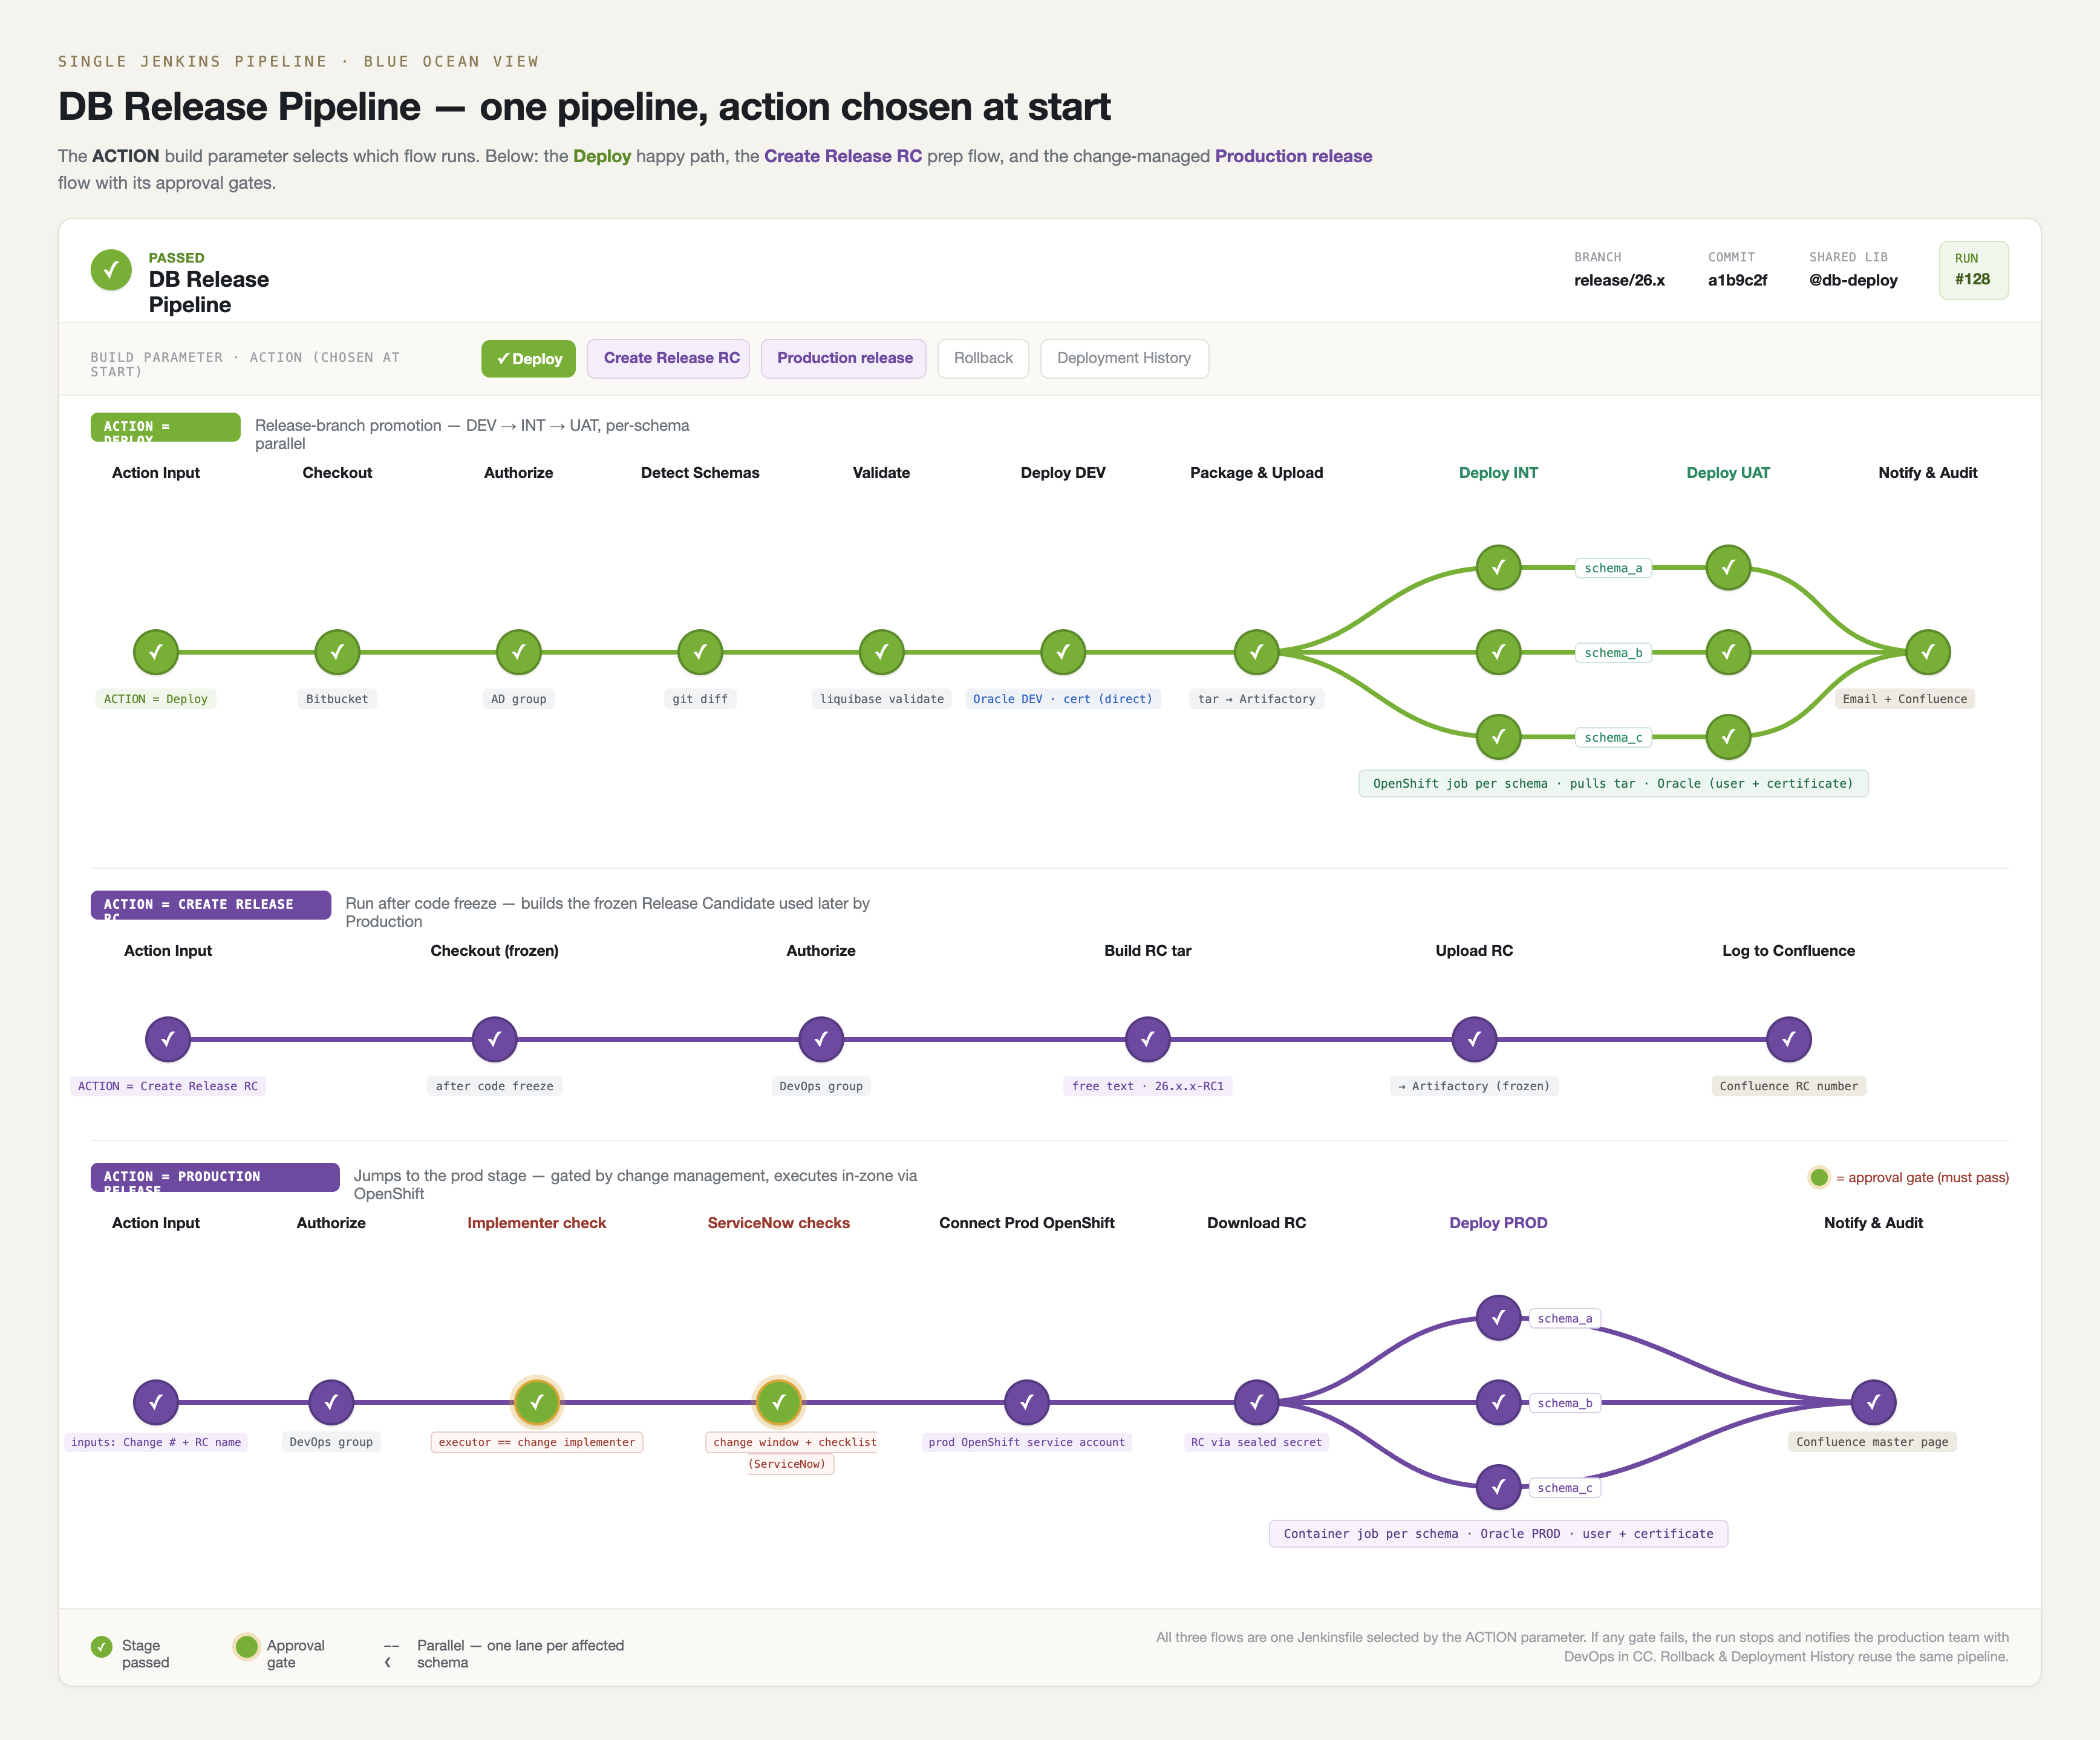 SINGLE JENKINS PIPELINE · BLUE OCEAN VIEW
DB Release Pipeline — one pipeline, action chosen at start
The ACTION build parameter selects which flow runs. Below: the Deploy happy path, the Create Release RC prep flow, and the change-managed Production release
flow with its approval gates.
PASSED
DB Release
Pipeline
BRANCH
release/26.x
COMMIT
a1b9c2f
SHARED LIB
@db-deploy
RUN
#128
BUILD PARAMETER · ACTION (CHOSEN AT
START)
✓ Deploy
Create Release RC
Production release
Rollback
Deployment History
ACTION =
DEPLOY
Release-branch promotion — DEV → INT → UAT, per-schema
parallel
Action Input
Checkout
Authorize
Detect Schemas
Validate
Deploy DEV
Package & Upload
Deploy INT
Deploy UAT
Notify & Audit
schema_a
schema_b
schema_c
ACTION = Deploy
Bitbucket
AD group
git diff
liquibase validate
Oracle DEV · cert (direct)
tar → Artifactory
Email + Confluence
OpenShift job per schema · pulls tar · Oracle (user + certificate)
ACTION = CREATE RELEASE
RC
Run after code freeze — builds the frozen Release Candidate used later by
Production
Action Input
Checkout (frozen)
Authorize
Build RC tar
Upload RC
Log to Confluence
ACTION = Create Release RC
after code freeze
DevOps group
free text · 26.x.x-RC1
→ Artifactory (frozen)
Confluence RC number
ACTION = PRODUCTION
RELEASE
Jumps to the prod stage — gated by change management, executes in-zone via
OpenShift
= approval gate (must pass)
Action Input
Authorize
Implementer check
ServiceNow checks
Connect Prod OpenShift
Download RC
Deploy PROD
Notify & Audit
schema_a
schema_b
schema_c
inputs: Change # + RC name
DevOps group
executor == change implementer
change window + checklist
(ServiceNow)
prod OpenShift service account
RC via sealed secret
Confluence master page
Container job per schema · Oracle PROD · user + certificate
Stage
passed
Approval
gate
Parallel — one lane per affected
schema
All three flows are one Jenkinsfile selected by the ACTION parameter. If any gate fails, the run stops and notifies the production team with
DevOps in CC. Rollback & Deployment History reuse the same pipeline.